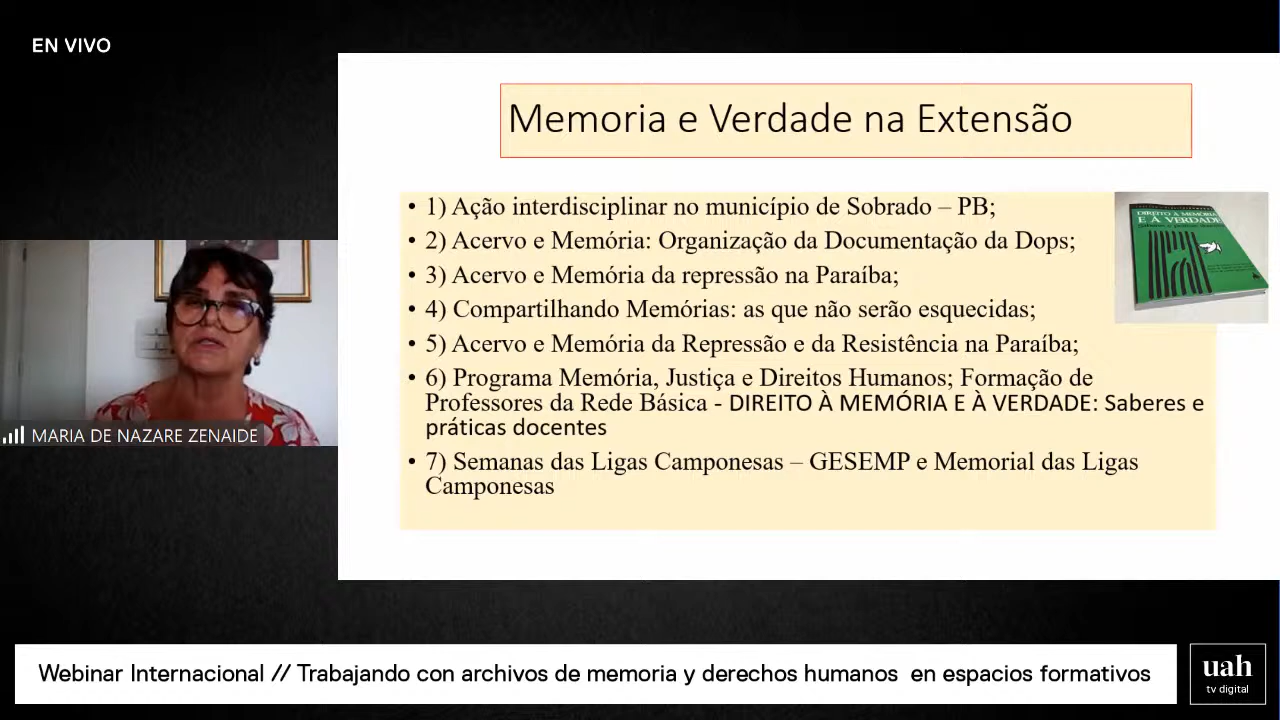 EN VIVO
Memoria e Verdade na Extensão
• 1) Ação interdisciplinar no município de Sobrado – PB;
• 2) Acervo e Memória: Organização da Documentação da Dops;
• 3) Acervo e Memória da repressão na Paraíba;
• 4) Compartilhando Memórias: as que não serão esquecidas;
• 5) Acervo e Memória da Repressão e da Resistência na Paraíba;
• 6) Programa Memória, Justiça e Direitos Humanos; Formação de
Professores da Rede Básica - DIREITO À MEMÓRIA E À VERDADE: Saberes e
práticas docentes
• 7) Semanas das Ligas Camponesas – GESEMP e Memorial das Ligas
Camponesas
DIREITO À MEMÓRIA
E À VERDADE
MARIA DE NAZARE ZENAIDE
Webinar Internacional // Trabajando con archivos de memoria y derechos humanos en espacios formativos
uah
tv digital